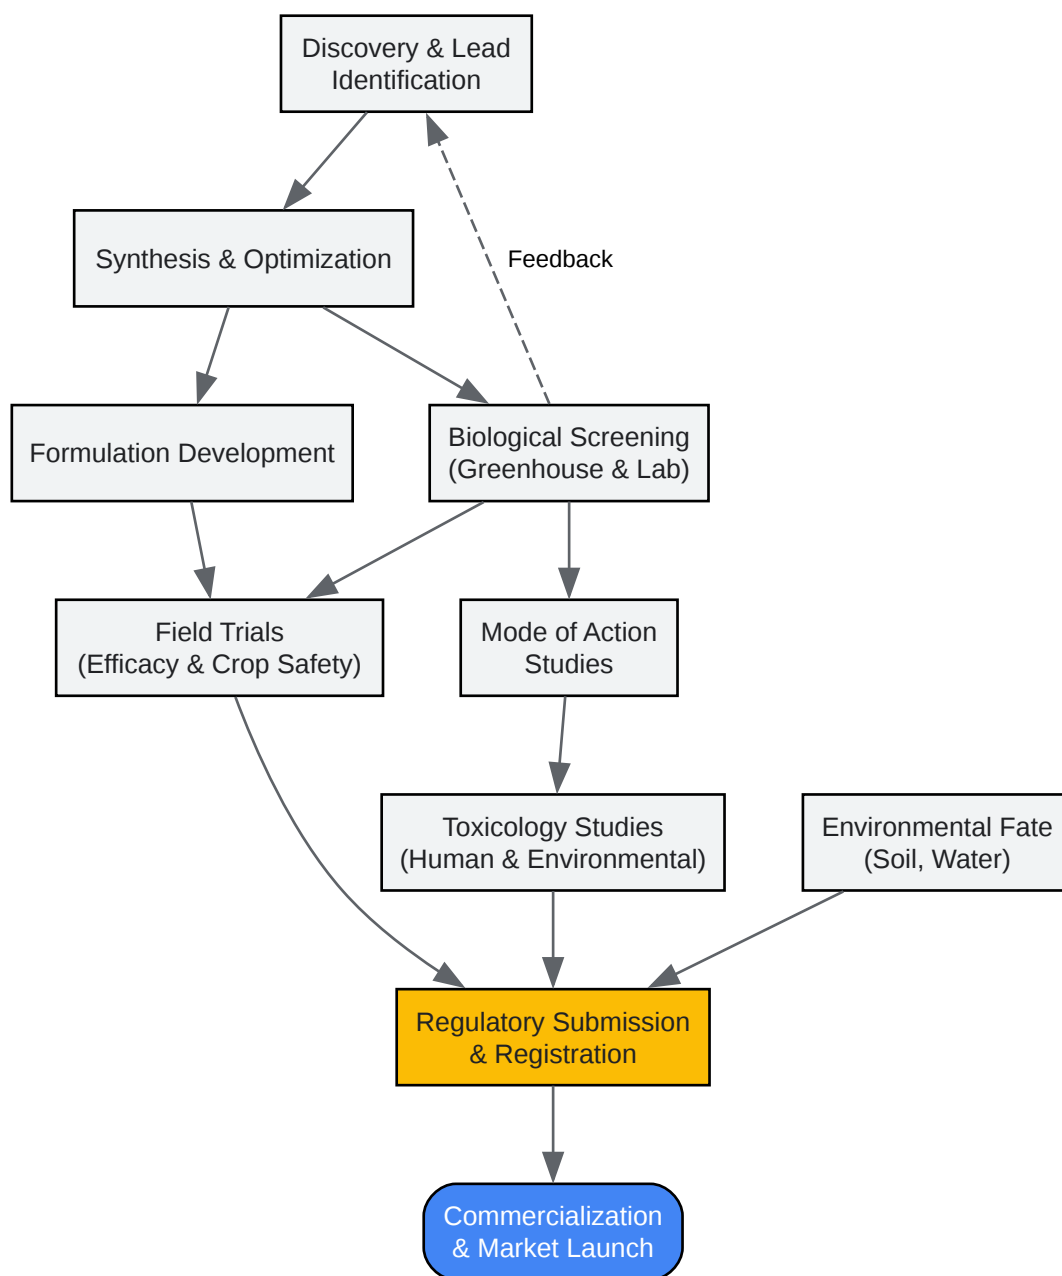 Discovery & Lead
Identification
Synthesis & Optimization
Feedback
Formulation Development
Biological Screening
(Greenhouse & Lab)
Field Trials
(Efficacy & Crop Safety)
Mode of Action
Studies
Toxicology Studies
(Human & Environmental)
Environmental Fate
(Soil, Water)
Regulatory Submission
& Registration
Commercialization
& Market Launch